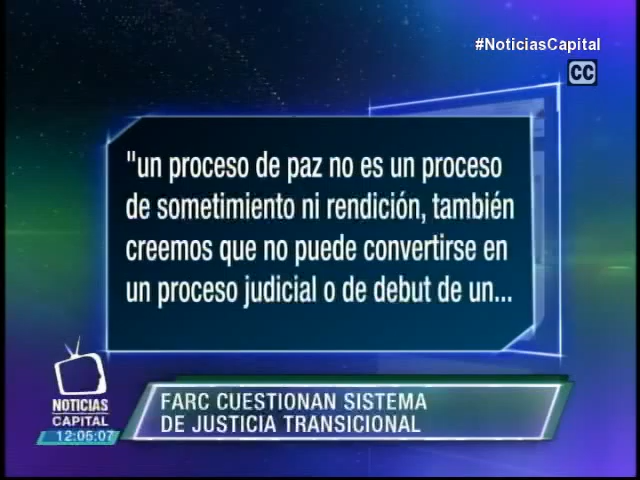 #NoticiasCapital
CC
"un proceso de paz no es un proceso
de sometimiento ni rendición, también
creemos que no puede convertirse en
un proceso judicial o de debut de un...
FARC CUESTIONAN SISTEMA
DE JUSTICIA TRANSICIONAL
NOTICIAS
CAPITAL
12:05:07